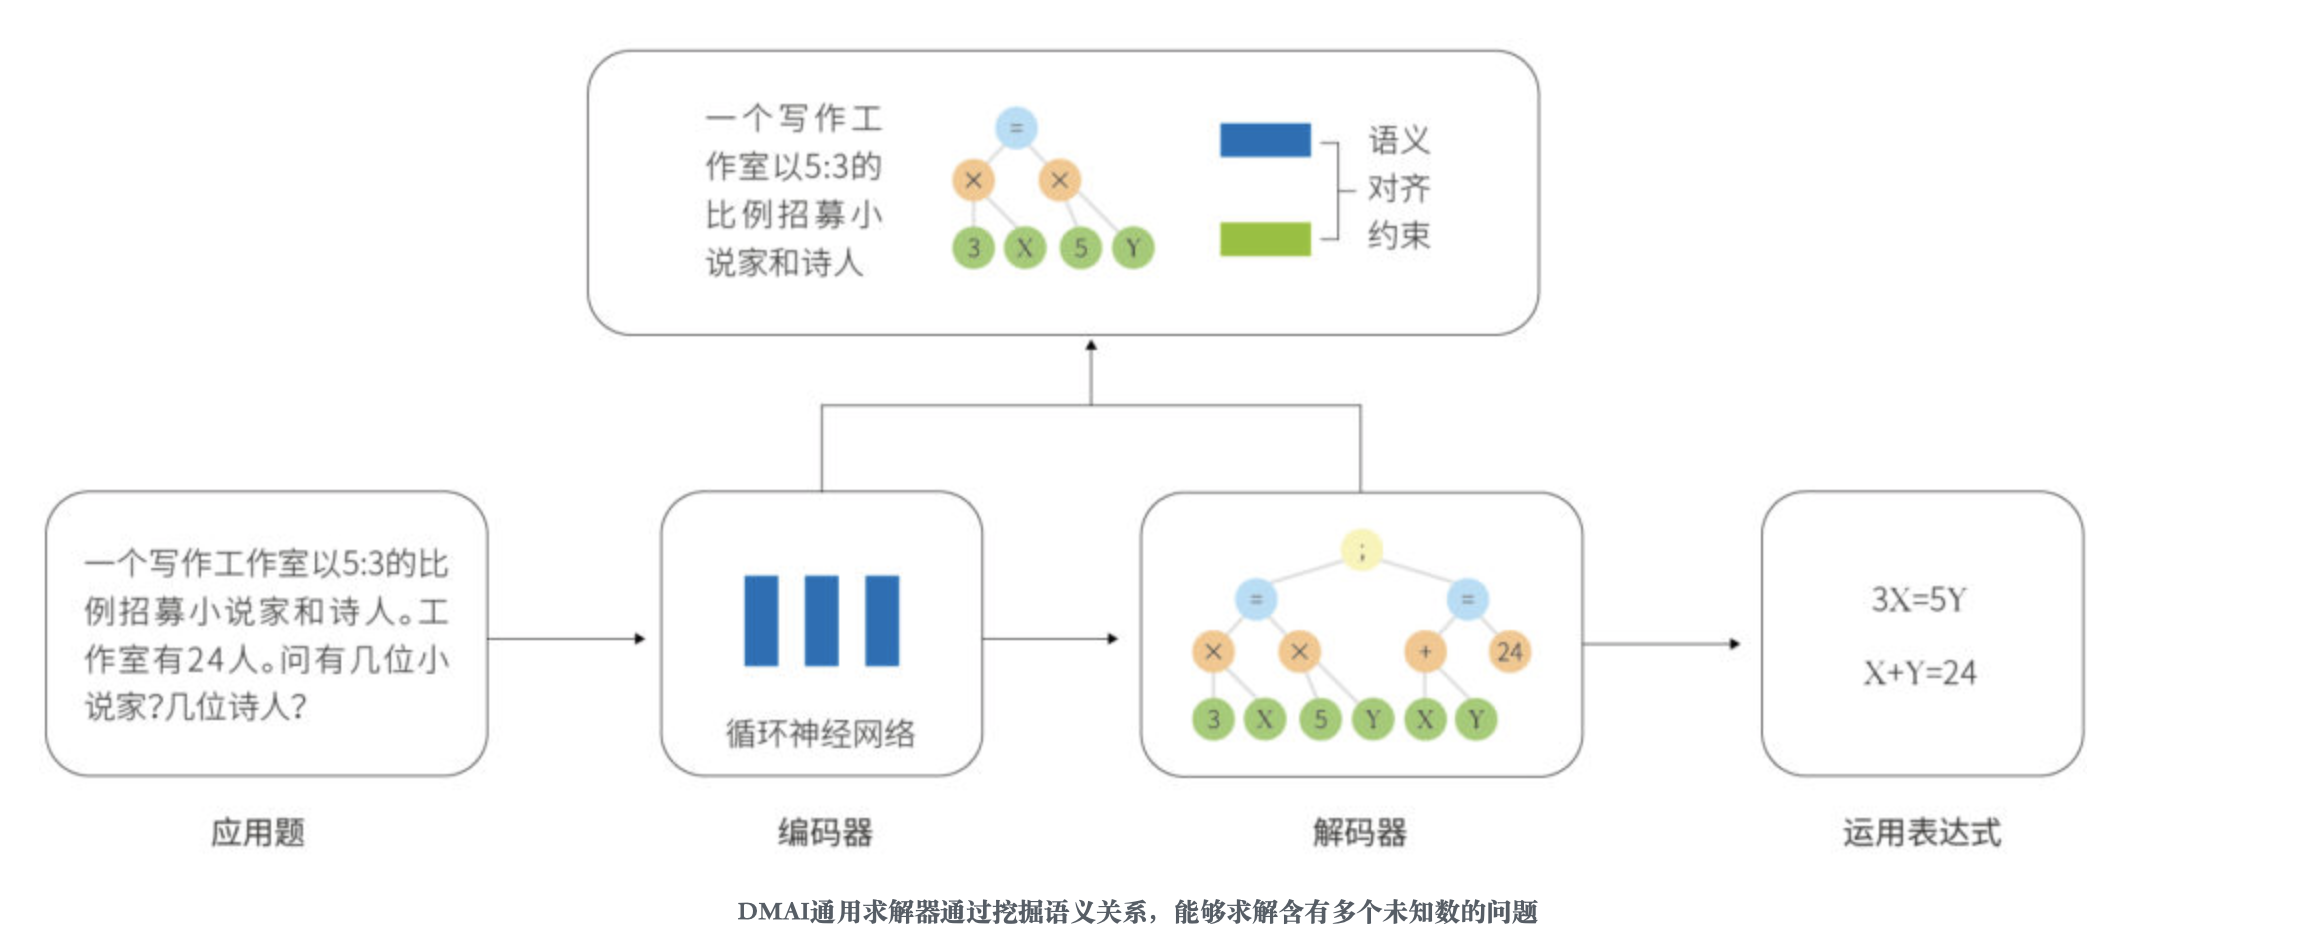 一个写作工
作室以5:3的
比例招募小
说家和诗人
=
× ×
3 X 5 Y
语义
对齐
约束
一个写作工作室以5:3的比
例招募小说家和诗人。工
作室有24人。问有几位小
说家?几位诗人?
应用题
循环神经网络
编码器
;
= =
× × + 24
3 X 5 Y X Y
解码器
3X=5Y
X+Y=24
运用表达式
DMAI通用求解器通过挖掘语义关系，能够求解含有多个未知数的问题